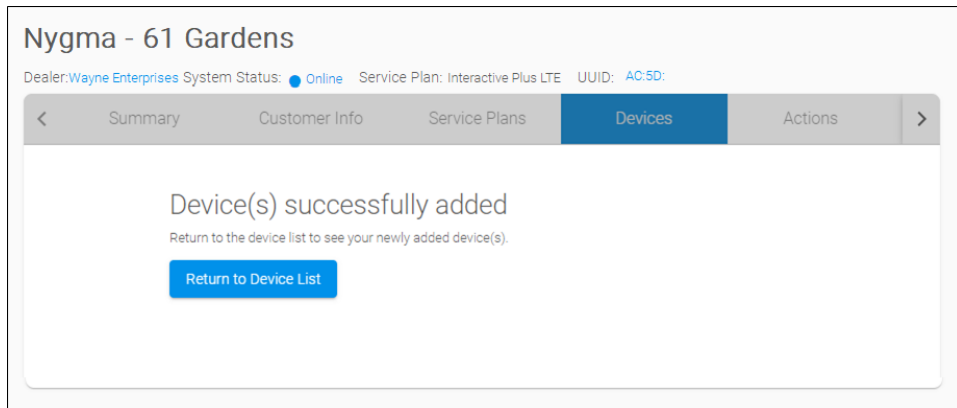 Nygma - 61 Gardens
Dealer:Wayne Enterprises System Status: Online Service Plan: Interactive Plus LTE UUID: AC:5D:
Summary Customer Info Service Plans Devices Actions
Device(s) successfully added
Return to the device list to see your newly added device(s).
Return to Device List